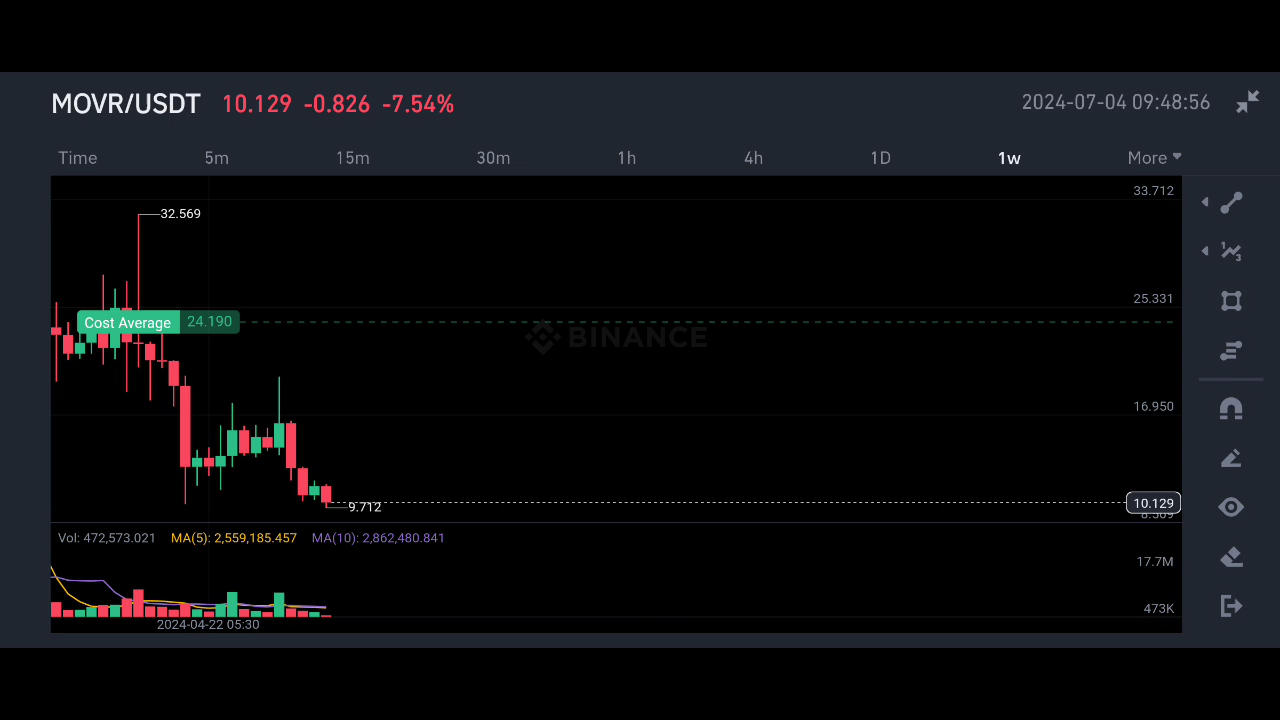 MOVR/USDT 10.129 -0.826 -7.54% 2024-07-04 09:48:56
Time 5m 15m 30m 1h 4h 1D 1w More
33.712
32.569
25.331
Cost Average 24.190
BINANCE
16.950
10.129
9.712
8.569
Vol: 472,573.021 MA(5): 2,559,185.457 MA(10): 2,862,480.841
17.7M
473K
2024-04-22 05:30